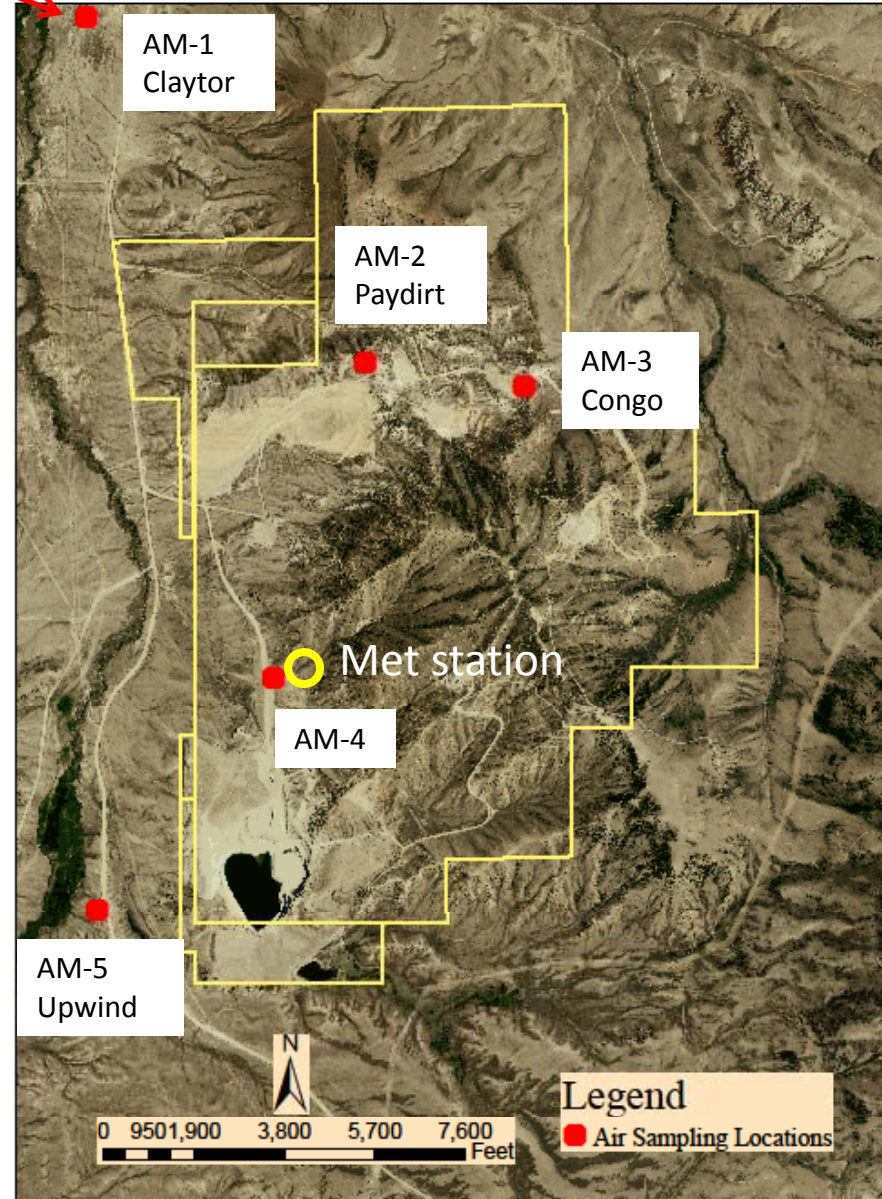 AM-1
Claytor
AM-2
Paydirt
AM-3
Congo
Met station
AM-4
AM-5
Upwind
N
0 950 1,900 3,800 5,700 7,600
Feet
Legend
Air Sampling Locations